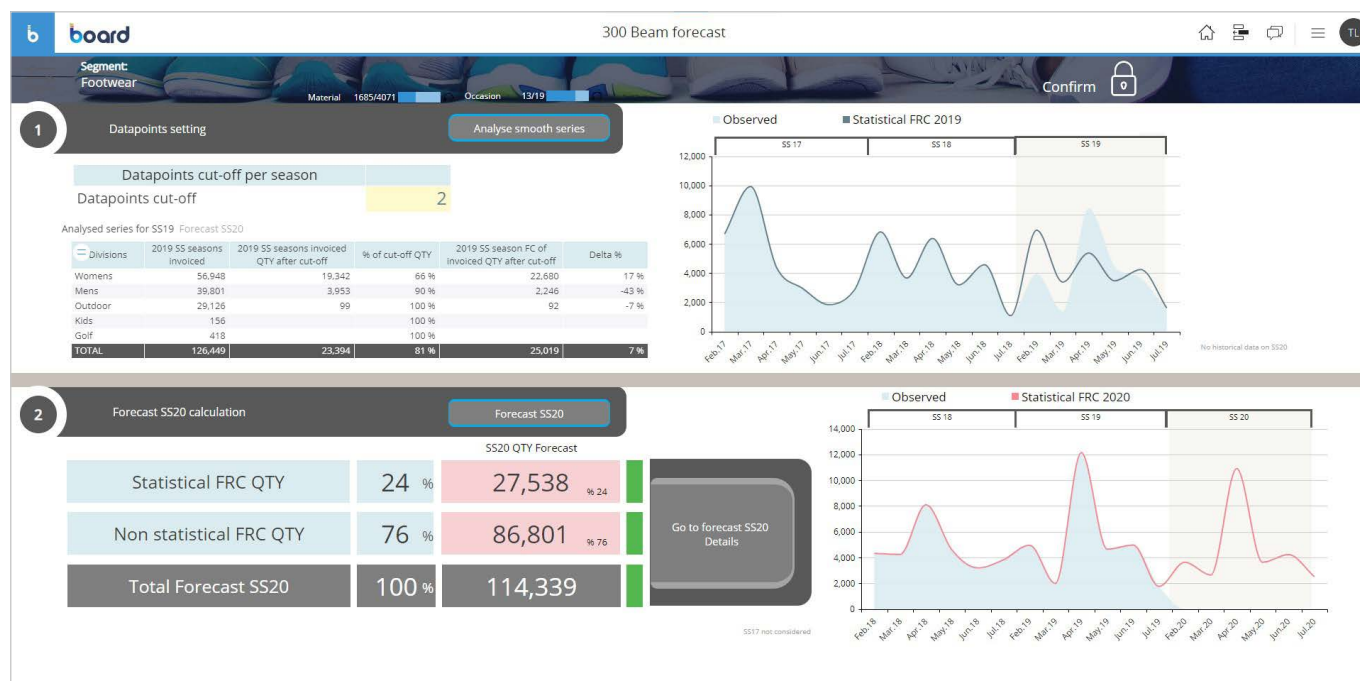 b board 300 Beam forecast TL
Segment:
Footwear
Material 1685/4071 Occasion 13/19
Confirm
1 Datapoints setting Analyse smooth series
Datapoints cut-off per season
Datapoints cut-off 2
Analysed series for SS19 Forecast SS20
Divisions 2019 SS seasons invoiced 2019 SS seasons invoiced QTY after cut-off % of cut-off QTY 2019 SS season FC of invoiced QTY after cut-off Delta %
Womens 56,948 19,342 66 % 22,680 17 %
Mens 39,801 3,953 90 % 2,246 -43 %
Outdoor 29,126 99 100 % 92 -7 %
Kids 156 100 %
Golf 418 100 %
TOTAL 126,449 23,394 81 % 25,019 7 %
Observed Statistical FRC 2019
SS 17 SS 18 SS 19
12,000
10,000
8,000
6,000
4,000
2,000
0
Feb.17 Mar.17 Apr.17 May.17 Jun.17 Jul.17 Feb.18 Mar.18 Apr.18 May.18 Jun.18 Jul.18 Feb.19 Mar.19 Apr.19 May.19 Jun.19 Jul.19
No historical data on SS20
2 Forecast SS20 calculation Forecast SS20
SS20 QTY Forecast
Statistical FRC QTY 24 % 27,538 % 24
Non statistical FRC QTY 76 % 86,801 % 76
Total Forecast SS20 100 % 114,339
Go to forecast SS20
Details
SS17 not considered
Observed Statistical FRC 2020
SS 18 SS 19 SS 20
14,000
12,000
10,000
8,000
6,000
4,000
2,000
0
Feb.18 Mar.18 Apr.18 May.18 Jun.18 Jul.18 Feb.19 Mar.19 Apr.19 May.19 Jun.19 Jul.19 Feb.20 Mar.20 Apr.20 May.20 Jun.20 Jul.20